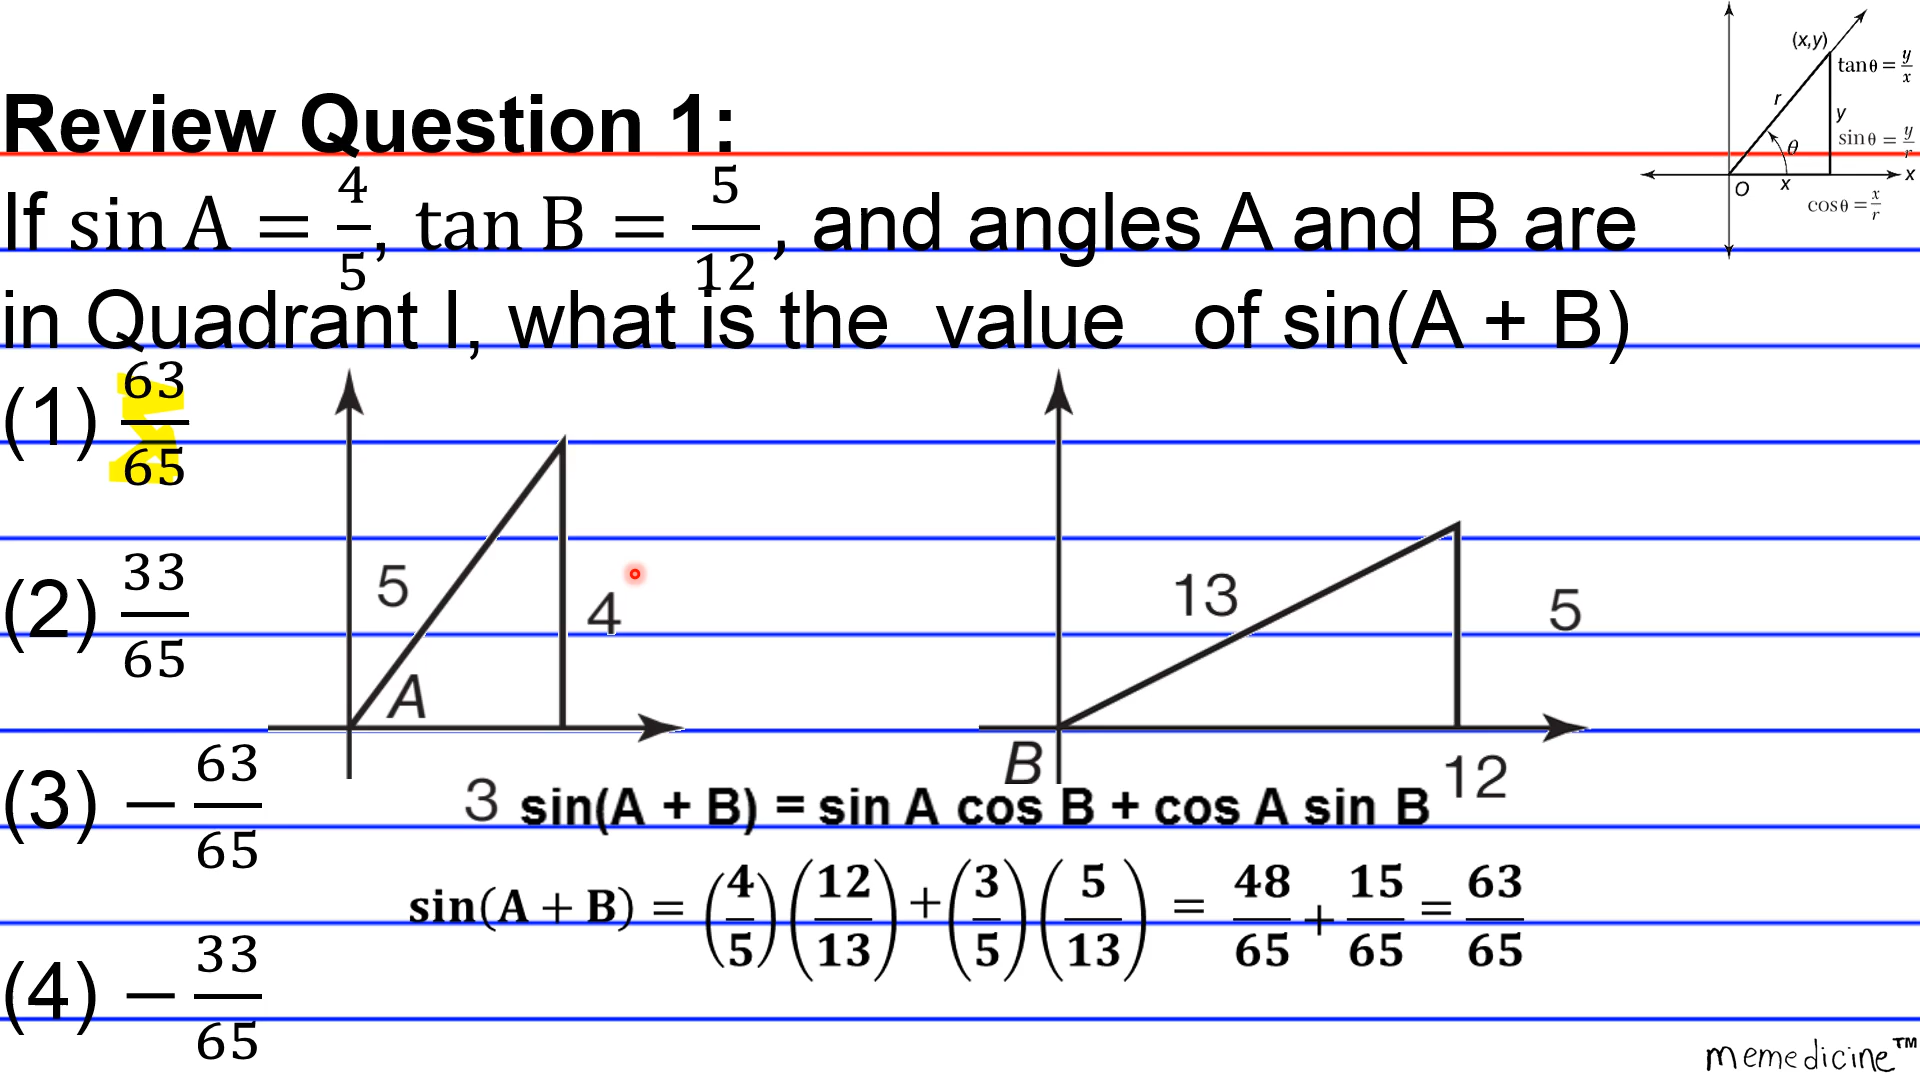 Review Question 1:
If sin A = 4/5, tan B = 5/12, and angles A and B are
in Quadrant I, what is the value of sin(A + B)
(1) 63/65
(2) 33/65
(3) − 63/65
(4) − 33/65
5
4
A
3
13
5
B
12
sin(A + B) = sin A cos B + cos A sin B
sin(A + B) = (4/5)(12/13)+(3/5)(5/13) = 48/65 + 15/65 = 63/65
(x,y)
tanθ = y/x
r
y
sinθ = y/r
θ
O
x
x
cosθ = x/r
memedicine™